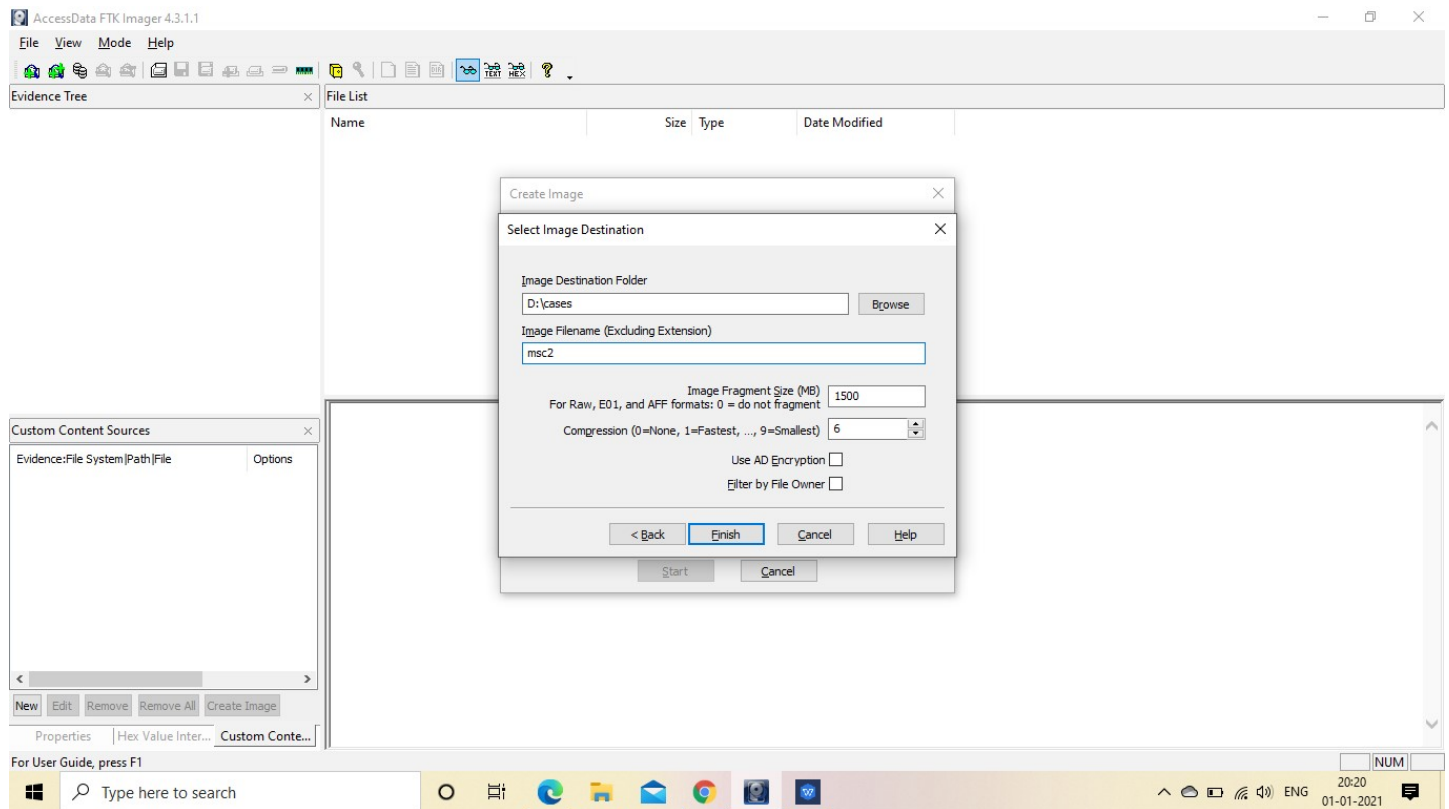 AccessData FTK Imager 4.3.1.1
File View Mode Help
TEXT HEX
Evidence Tree
File List
Name Size Type Date Modified
Create Image
Select Image Destination
Image Destination Folder
D:\cases
Browse
Image Filename (Excluding Extension)
msc2
Image Fragment Size (MB)
For Raw, E01, and AFF formats: 0 = do not fragment
1500
Compression (0=None, 1=Fastest, ..., 9=Smallest)
6
Use AD Encryption
Filter by File Owner
< Back Finish Cancel Help
Start Cancel
Custom Content Sources
Evidence:File System|Path|File Options
New Edit Remove Remove All Create Image
Properties Hex Value Inter... Custom Conte...
For User Guide, press F1
NUM
Type here to search
ENG
20:20
01-01-2021